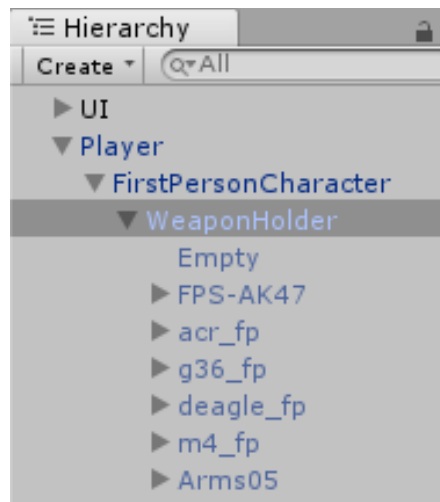 Hierarchy
Create All
UI
Player
FirstPersonCharacter
WeaponHolder
Empty
FPS-AK47
acr_fp
g36_fp
deagle_fp
m4_fp
Arms05